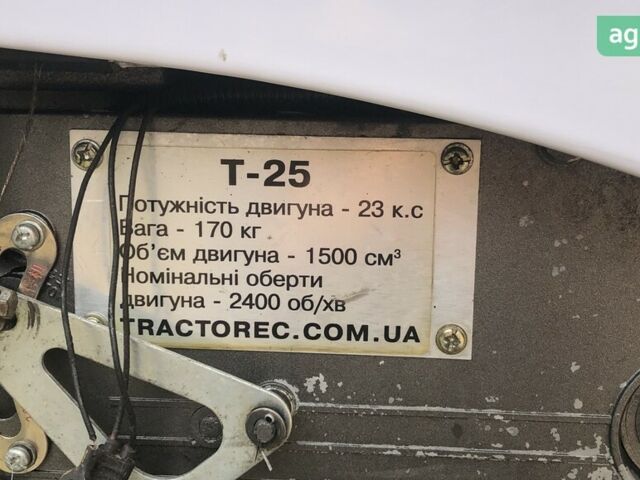 ag
Т-25
Потужність двигуна - 23 к.с
Вага - 170 кг
Об'єм двигуна - 1500 см³
Номінальні оберти
двигуна - 2400 об/хв
TRACTOREC.COM.UA